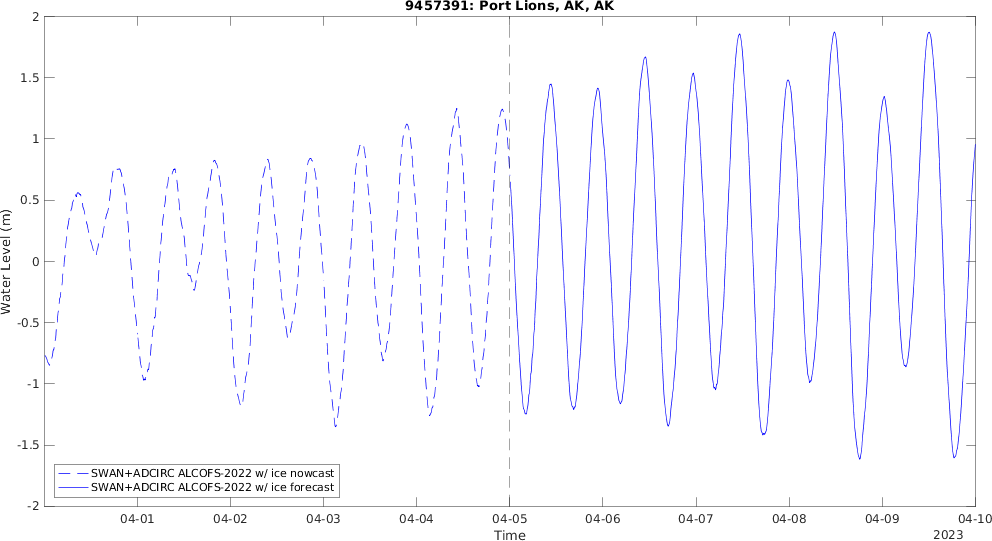 9457391: Port Lions, AK, AK
Water Level (m)
2
1.5
1
0.5
0
-0.5
-1
-1.5
-2
SWAN+ADCIRC ALCOFS-2022 w/ ice nowcast
SWAN+ADCIRC ALCOFS-2022 w/ ice forecast
04-01 04-02 04-03 04-04 04-05 04-06 04-07 04-08 04-09 04-10
Time
2023